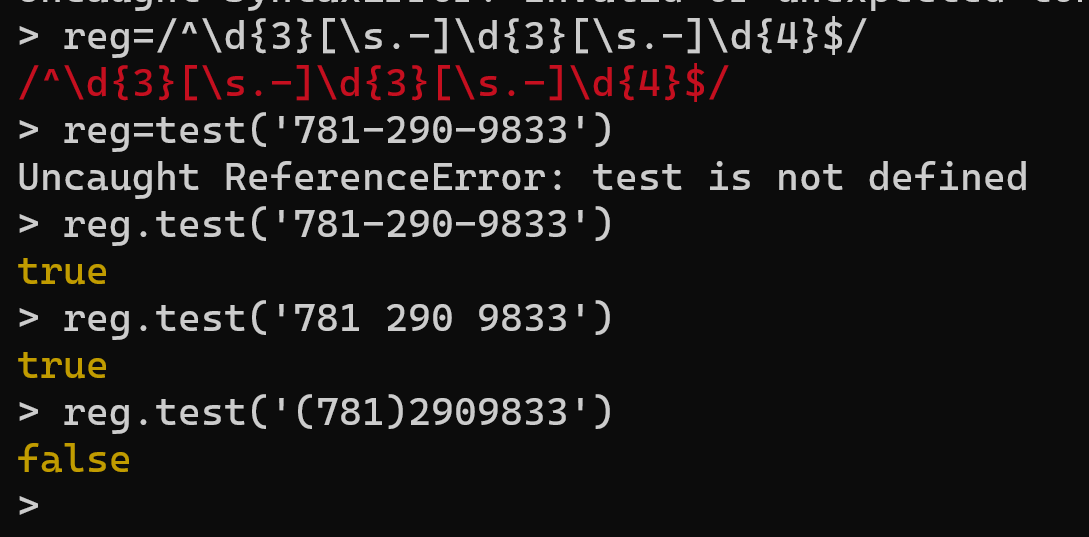 > reg=/^\d{3}[\s.-]\d{3}[\s.-]\d{4}$/
/^\d{3}[\s.-]\d{3}[\s.-]\d{4}$/
> reg=test('781-290-9833')
Uncaught ReferenceError: test is not defined
> reg.test('781-290-9833')
true
> reg.test('781 290 9833')
true
> reg.test('(781)2909833')
false
>